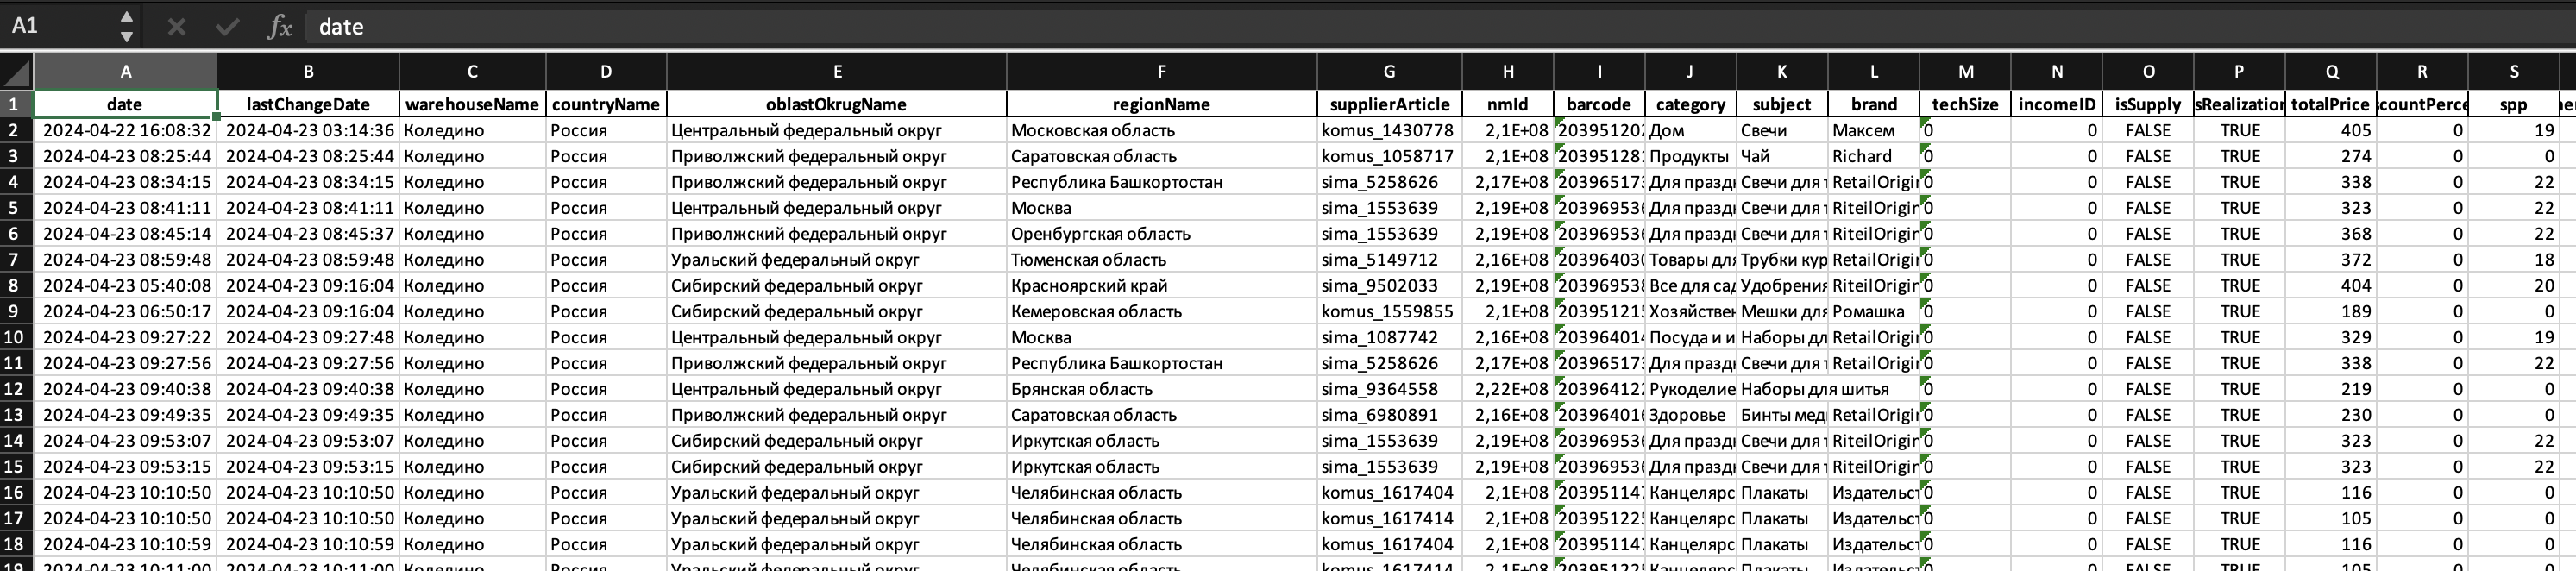 A1 fx date
A B C D E F G H I J K L M N O P Q R S
1 date lastChangeDate warehouseName countryName oblastOkrugName regionName supplierArticle nmId barcode category subject brand techSize incomeID isSupply sRealization totalPrice scountPerce spp
2 2024-04-22 16:08:32 2024-04-23 03:14:36 Коледино Россия Центральный федеральный округ Московская область komus_1430778 2,1E+08 203951202 Дом Свечи Максем 0 0 FALSE TRUE 405 0 19
3 2024-04-23 08:25:44 2024-04-23 08:25:44 Коледино Россия Приволжский федеральный округ Саратовская область komus_1058717 2,1E+08 203951281 Продукты Чай Richard 0 0 FALSE TRUE 274 0 0
4 2024-04-23 08:34:15 2024-04-23 08:34:15 Коледино Россия Приволжский федеральный округ Республика Башкортостан sima_5258626 2,17E+08 20396517 Для празд Свечи для RetailOrigin 0 0 FALSE TRUE 338 0 22
5 2024-04-23 08:41:11 2024-04-23 08:41:11 Коледино Россия Центральный федеральный округ Москва sima_1553639 2,19E+08 20396953 Для празд Свечи для RiteilOrigin 0 0 FALSE TRUE 323 0 22
6 2024-04-23 08:45:14 2024-04-23 08:45:37 Коледино Россия Приволжский федеральный округ Оренбургская область sima_1553639 2,19E+08 20396953 Для празд Свечи для RiteilOrigin 0 0 FALSE TRUE 368 0 22
7 2024-04-23 08:59:48 2024-04-23 08:59:48 Коледино Россия Уральский федеральный округ Тюменская область sima_5149712 2,16E+08 20396403 Товары для Трубки кур RetailOrigin 0 0 FALSE TRUE 372 0 18
8 2024-04-23 05:40:08 2024-04-23 09:16:04 Коледино Россия Сибирский федеральный округ Красноярский край sima_9502033 2,19E+08 20396953 Все для сад Удобрения RiteilOrigin 0 0 FALSE TRUE 404 0 20
9 2024-04-23 06:50:17 2024-04-23 09:16:04 Коледино Россия Сибирский федеральный округ Кемеровская область komus_1559855 2,1E+08 20395121 Хозяйствен Мешки для Ромашка 0 0 FALSE TRUE 189 0 0
10 2024-04-23 09:27:22 2024-04-23 09:27:48 Коледино Россия Центральный федеральный округ Москва sima_1087742 2,16E+08 20396401 Посуда и и Наборы дл RetailOrigin 0 0 FALSE TRUE 329 0 19
11 2024-04-23 09:27:56 2024-04-23 09:27:56 Коледино Россия Приволжский федеральный округ Республика Башкортостан sima_5258626 2,17E+08 20396517 Для празд Свечи для RetailOrigin 0 0 FALSE TRUE 338 0 22
12 2024-04-23 09:40:38 2024-04-23 09:40:38 Коледино Россия Центральный федеральный округ Брянская область sima_9364558 2,22E+08 20396412 Рукоделие Наборы для шитья 0 0 FALSE TRUE 219 0 0
13 2024-04-23 09:49:35 2024-04-23 09:49:35 Коледино Россия Приволжский федеральный округ Саратовская область sima_6980891 2,16E+08 20396401 Здоровье Бинты мед RetailOrigin 0 0 FALSE TRUE 230 0 0
14 2024-04-23 09:53:07 2024-04-23 09:53:07 Коледино Россия Сибирский федеральный округ Иркутская область sima_1553639 2,19E+08 20396953 Для празд Свечи для RiteilOrigin 0 0 FALSE TRUE 323 0 22
15 2024-04-23 09:53:15 2024-04-23 09:53:15 Коледино Россия Сибирский федеральный округ Иркутская область sima_1553639 2,19E+08 20396953 Для празд Свечи для RiteilOrigin 0 0 FALSE TRUE 323 0 22
16 2024-04-23 10:10:50 2024-04-23 10:10:50 Коледино Россия Уральский федеральный округ Челябинская область komus_1617404 2,1E+08 20395114 Канцелярс Плакаты Издательст 0 0 FALSE TRUE 116 0 0
17 2024-04-23 10:10:50 2024-04-23 10:10:50 Коледино Россия Уральский федеральный округ Челябинская область komus_1617414 2,1E+08 20395122 Канцелярс Плакаты Издательст 0 0 FALSE TRUE 105 0 0
18 2024-04-23 10:10:59 2024-04-23 10:10:59 Коледино Россия Уральский федеральный округ Челябинская область komus_1617404 2,1E+08 20395114 Канцелярс Плакаты Издательст 0 0 FALSE TRUE 116 0 0
19 2024-04-23 10:11:00 2024-04-23 10:11:00 Коледино Россия Уральский федеральный округ Челябинская область komus_1617414 2,1E+08 20395122 Канцелярс Плакаты Издательст 0 0 FALSE TRUE 105 0 0